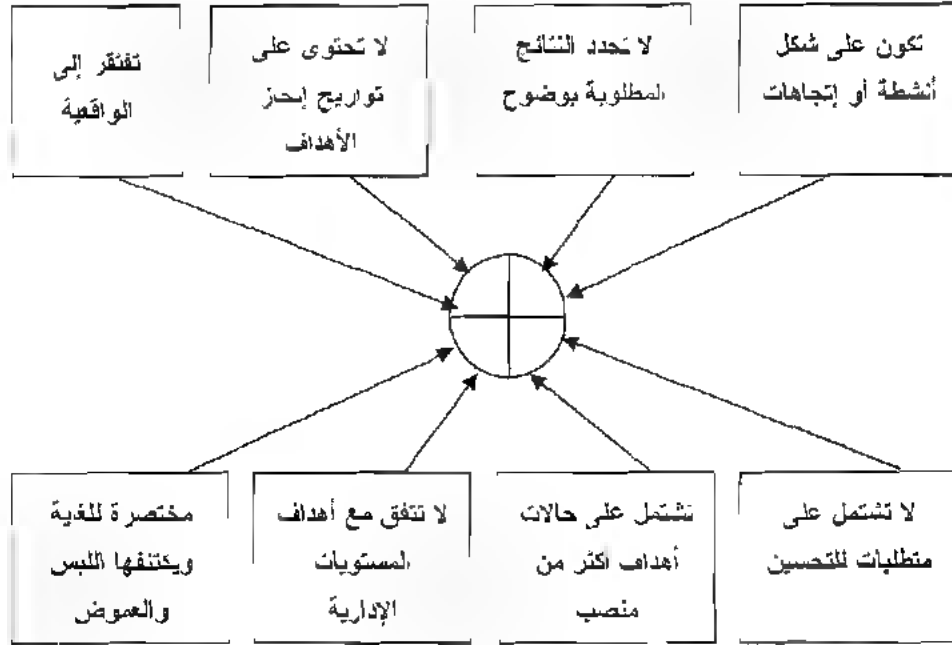 تكون على شكل
أنشطة أو إتجاهات
لا تحدد النتائج
المطلوبة بوضوح
لا تحتوى على
تواريخ إنجاز
الأهداف
تفتقر إلى
الواقعية
لا تشتمل على
متطلبات للتحسين
تشتمل على حالات
أهداف أكثر من
منصب
لا تتفق مع أهداف
المستويات
الإدارية
مختصرة للغية
ويكتنفها اللبس
والغموض